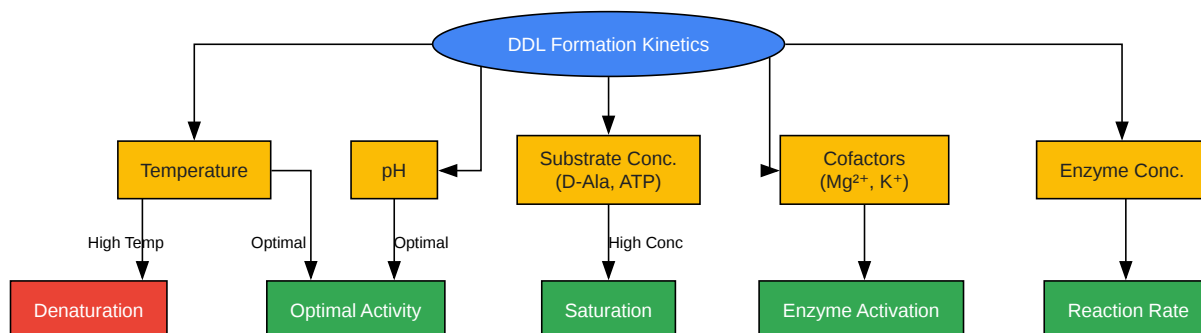 DDL Formation Kinetics
Temperature
pH
Substrate Conc.
(D-Ala, ATP)
Cofactors
(Mg²⁺, K⁺)
Enzyme Conc.
High Temp
Optimal
Optimal
High Conc
Denaturation
Optimal Activity
Saturation
Enzyme Activation
Reaction Rate